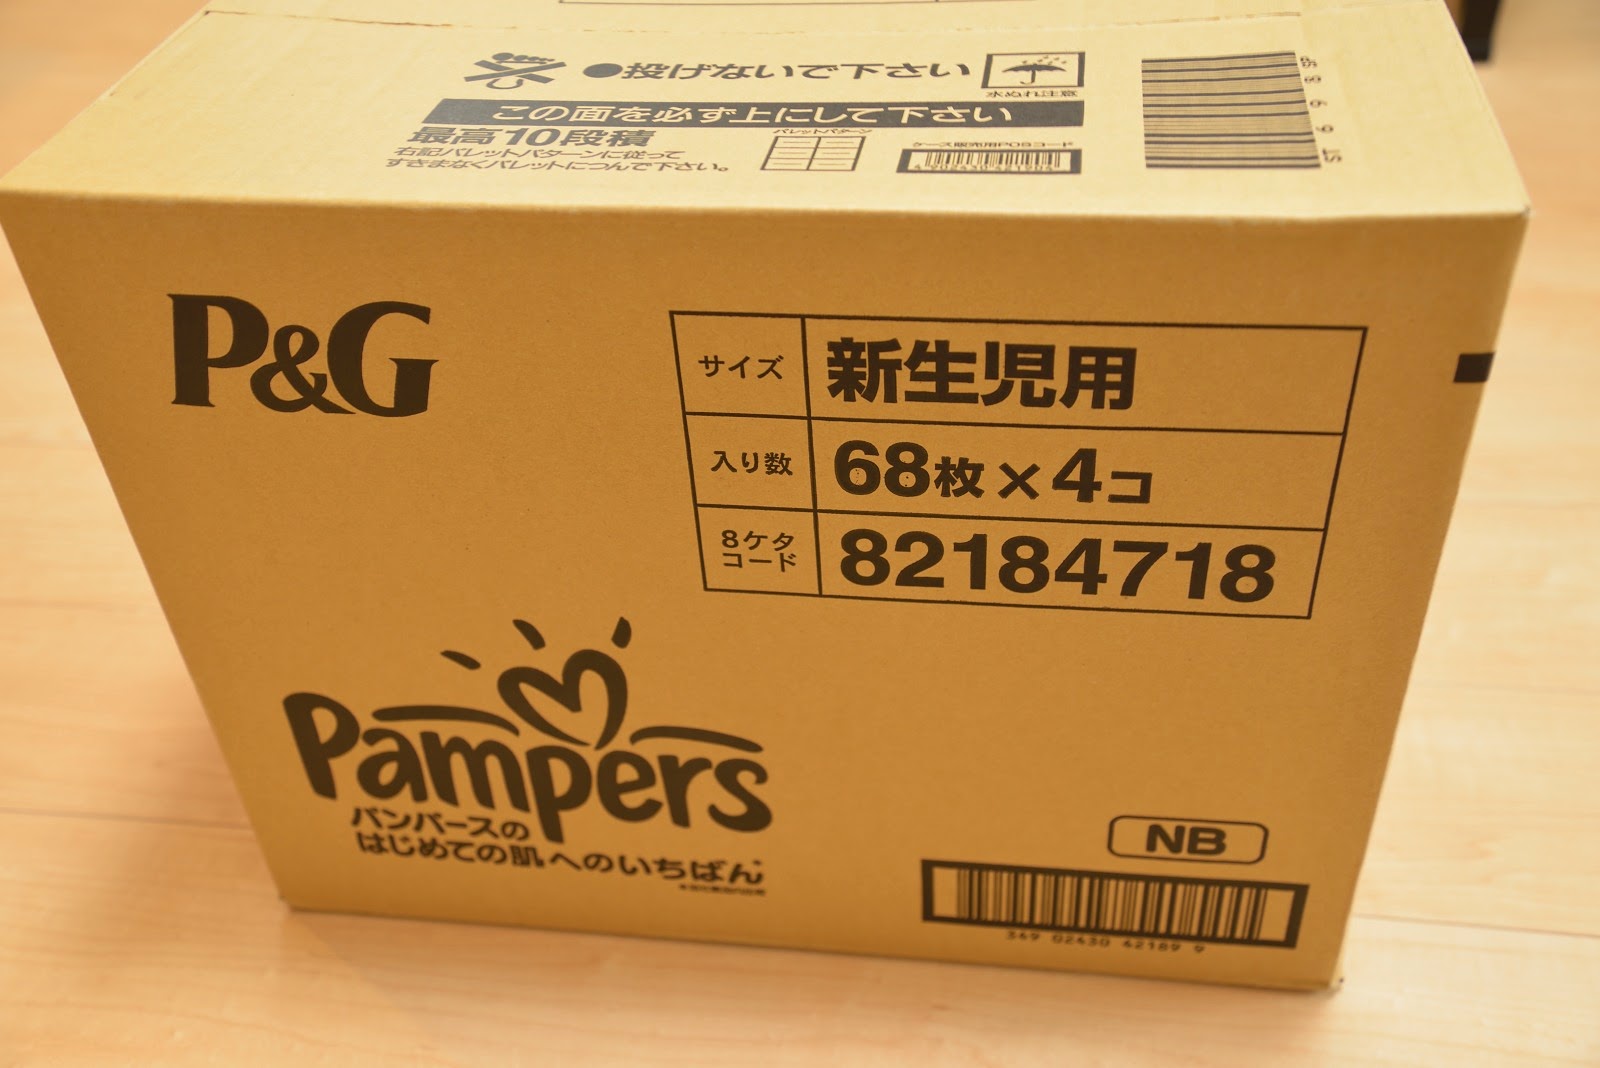 ●投げないで下さい
水ぬれ注意
この面を必ず上にして下さい
最高10段積
右記パレットパターンに従って
すきまなくパレットにつんで下さい。
パレットパターン
ケース販売用POSコード
P&G
サイズ
新生児用
入り数
68枚×4コ
8ケタ
コード
82184718
Pampers
パンパースの
はじめての肌へのいちばん
NB
349 02430 42189 9